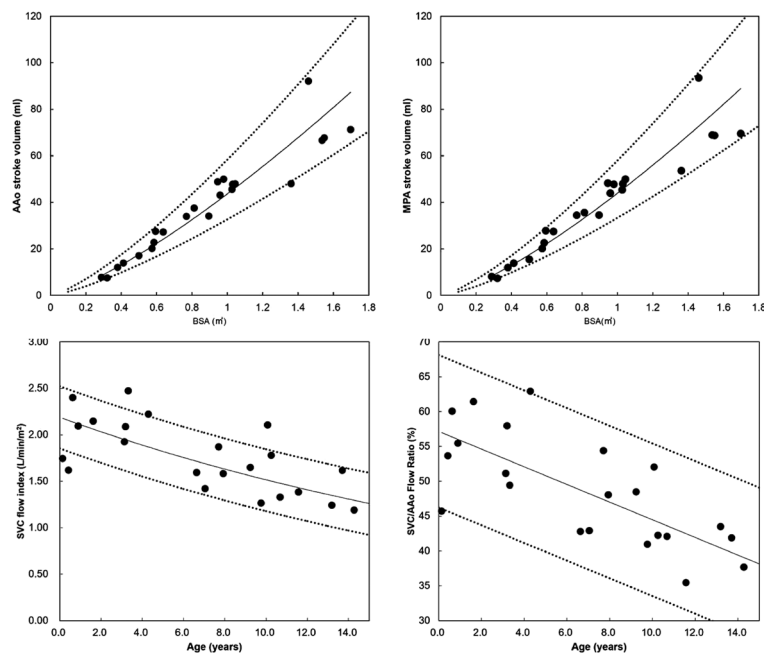 AAo stroke volume (ml)
120
100
80
60
40
20
0
0 0.2 0.4 0.6 0.8 1 1.2 1.4 1.6 1.8
BSA(㎡)
MPA stroke volume (ml)
120
100
80
60
40
20
0
0 0.2 0.4 0.6 0.8 1 1.2 1.4 1.6 1.8
BSA(㎡)
SVC flow index (L/min/m²)
3.00
2.50
2.00
1.50
1.00
0.50
0.00
0.0 2.0 4.0 6.0 8.0 10.0 12.0 14.0
Age (years)
SVC/AAo Flow Ratio (%)
70
65
60
55
50
45
40
35
30
0.0 2.0 4.0 6.0 8.0 10.0 12.0 14.0
Age (years)